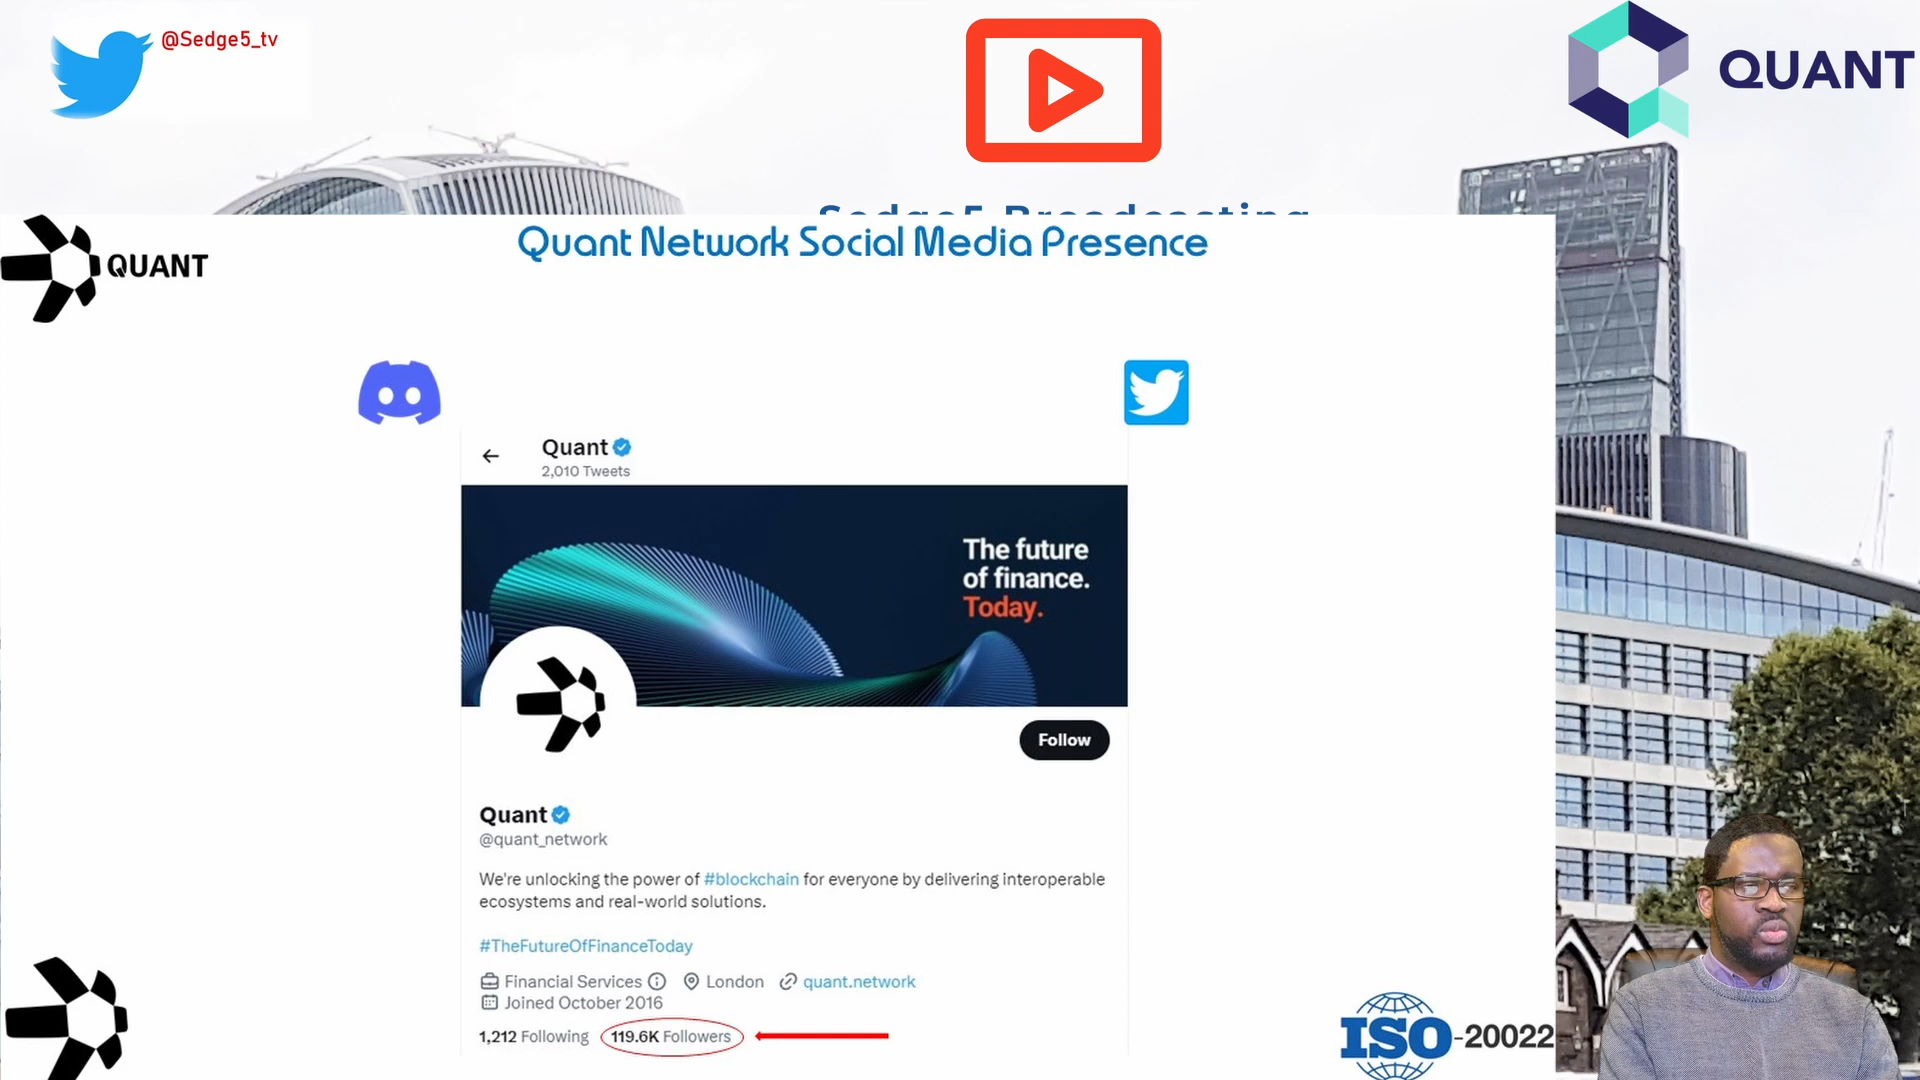 @Sedge5_tv
QUANT
Sedge5 Broadcasting
Quant Network Social Media Presence
QUANT
Quant
2,010 Tweets
The future
of finance.
Today.
Follow
Quant
@quant_network
We're unlocking the power of #blockchain for everyone by delivering interoperable
ecosystems and real-world solutions.
#TheFutureOfFinanceToday
Financial Services London quant.network
Joined October 2016
1,212 Following 119.6K Followers
ISO-20022